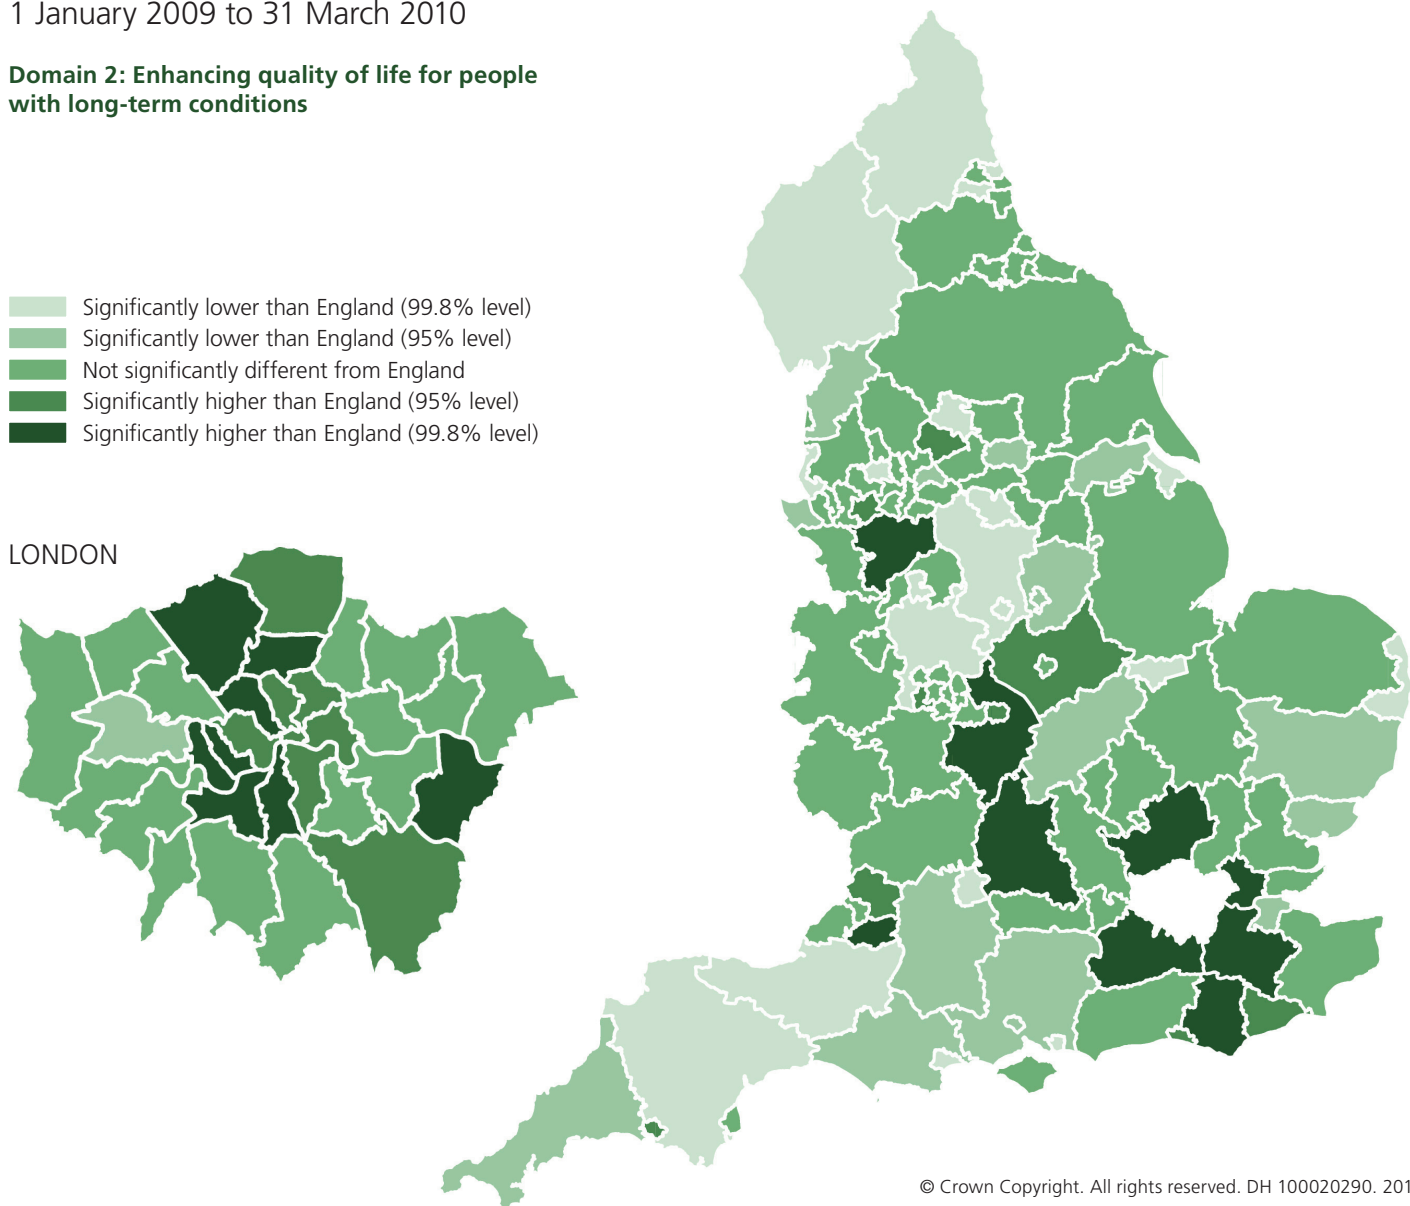 1 January 2009 to 31 March 2010
Domain 2: Enhancing quality of life for people
with long-term conditions
Significantly lower than England (99.8% level)
Significantly lower than England (95% level)
Not significantly different from England
Significantly higher than England (95% level)
Significantly higher than England (99.8% level)
LONDON
© Crown Copyright. All rights reserved. DH 100020290. 201